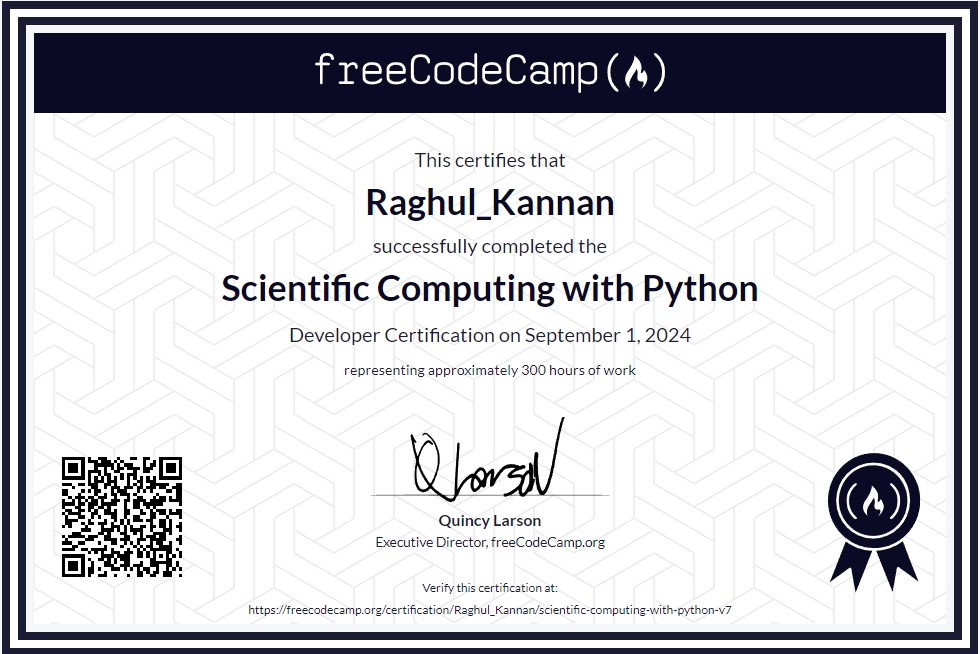 freeCodeCamp
This certifies that
Raghul_Kannan
successfully completed the
Scientific Computing with Python
Developer Certification on September 1, 2024
representing approximately 300 hours of work
Q Larson
Quincy Larson
Executive Director, freeCodeCamp.org
Verify this certification at:
https://freecodecamp.org/certification/Raghul_Kannan/scientific-computing-with-python-v7